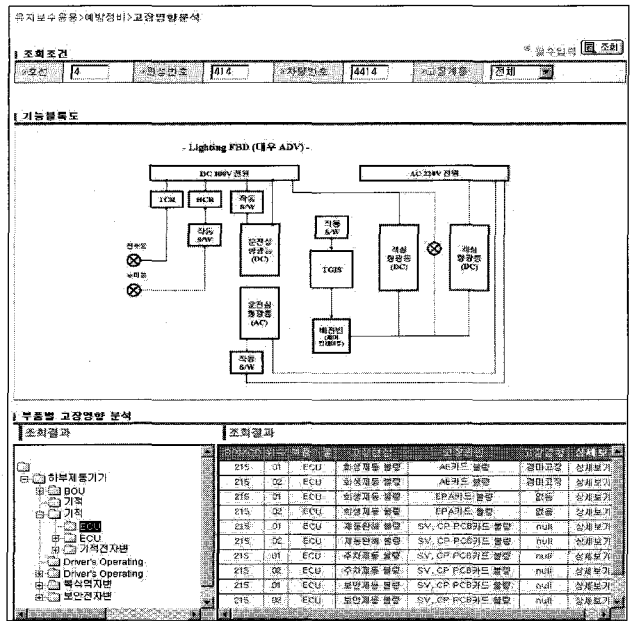 유지보수운용>예방정비>고장영향분석
조회조건
* 필수입력 조회
호선 4 편성번호 414 차량번호 4414 고장계통 전체
기능블록도
- Lighting FBD (대우 ADV) -
DC 100V 전원 AC 220V 전원
TCR HCR 작동 S/W
작동 S/W
작동 S/W
운전실 형광등 (DC)
객실 형광등 (DC)
객실 형광등 (DC)
TGIS
운전실 형광등 (AC)
배전반
작동 S/W
부품별 고장영향 분석
조회결과 조회결과
하부제동기기
BOU
기적
기적
ECU
ECU
기적전자변
Driver's Operating
Driver's Operating
복식역지변
보안전자변
상세보기
215 01 ECU 회생제동 불량 AE카드 불량 경미고장 상세보기
215 02 ECU 회생제동 불량 AE카드 불량 경미고장 상세보기
215 01 ECU 회생제동 불량 EPA카드 불량 없음 상세보기
215 02 ECU 회생제동 불량 EPA카드 불량 없음 상세보기
215 01 ECU 제동완해 불량 SV, CP PCB카드 불량 null 상세보기
215 02 ECU 제동완해 불량 SV, CP PCB카드 불량 null 상세보기
215 01 ECU 주차제동 불량 SV, CP PCB카드 불량 null 상세보기
215 02 ECU 주차제동 불량 SV, CP PCB카드 불량 null 상세보기
215 01 ECU 보안제동 불량 SV, CP PCB카드 불량 null 상세보기
215 02 ECU 보안제동 불량 SV, CP PCB카드 불량 null 상세보기